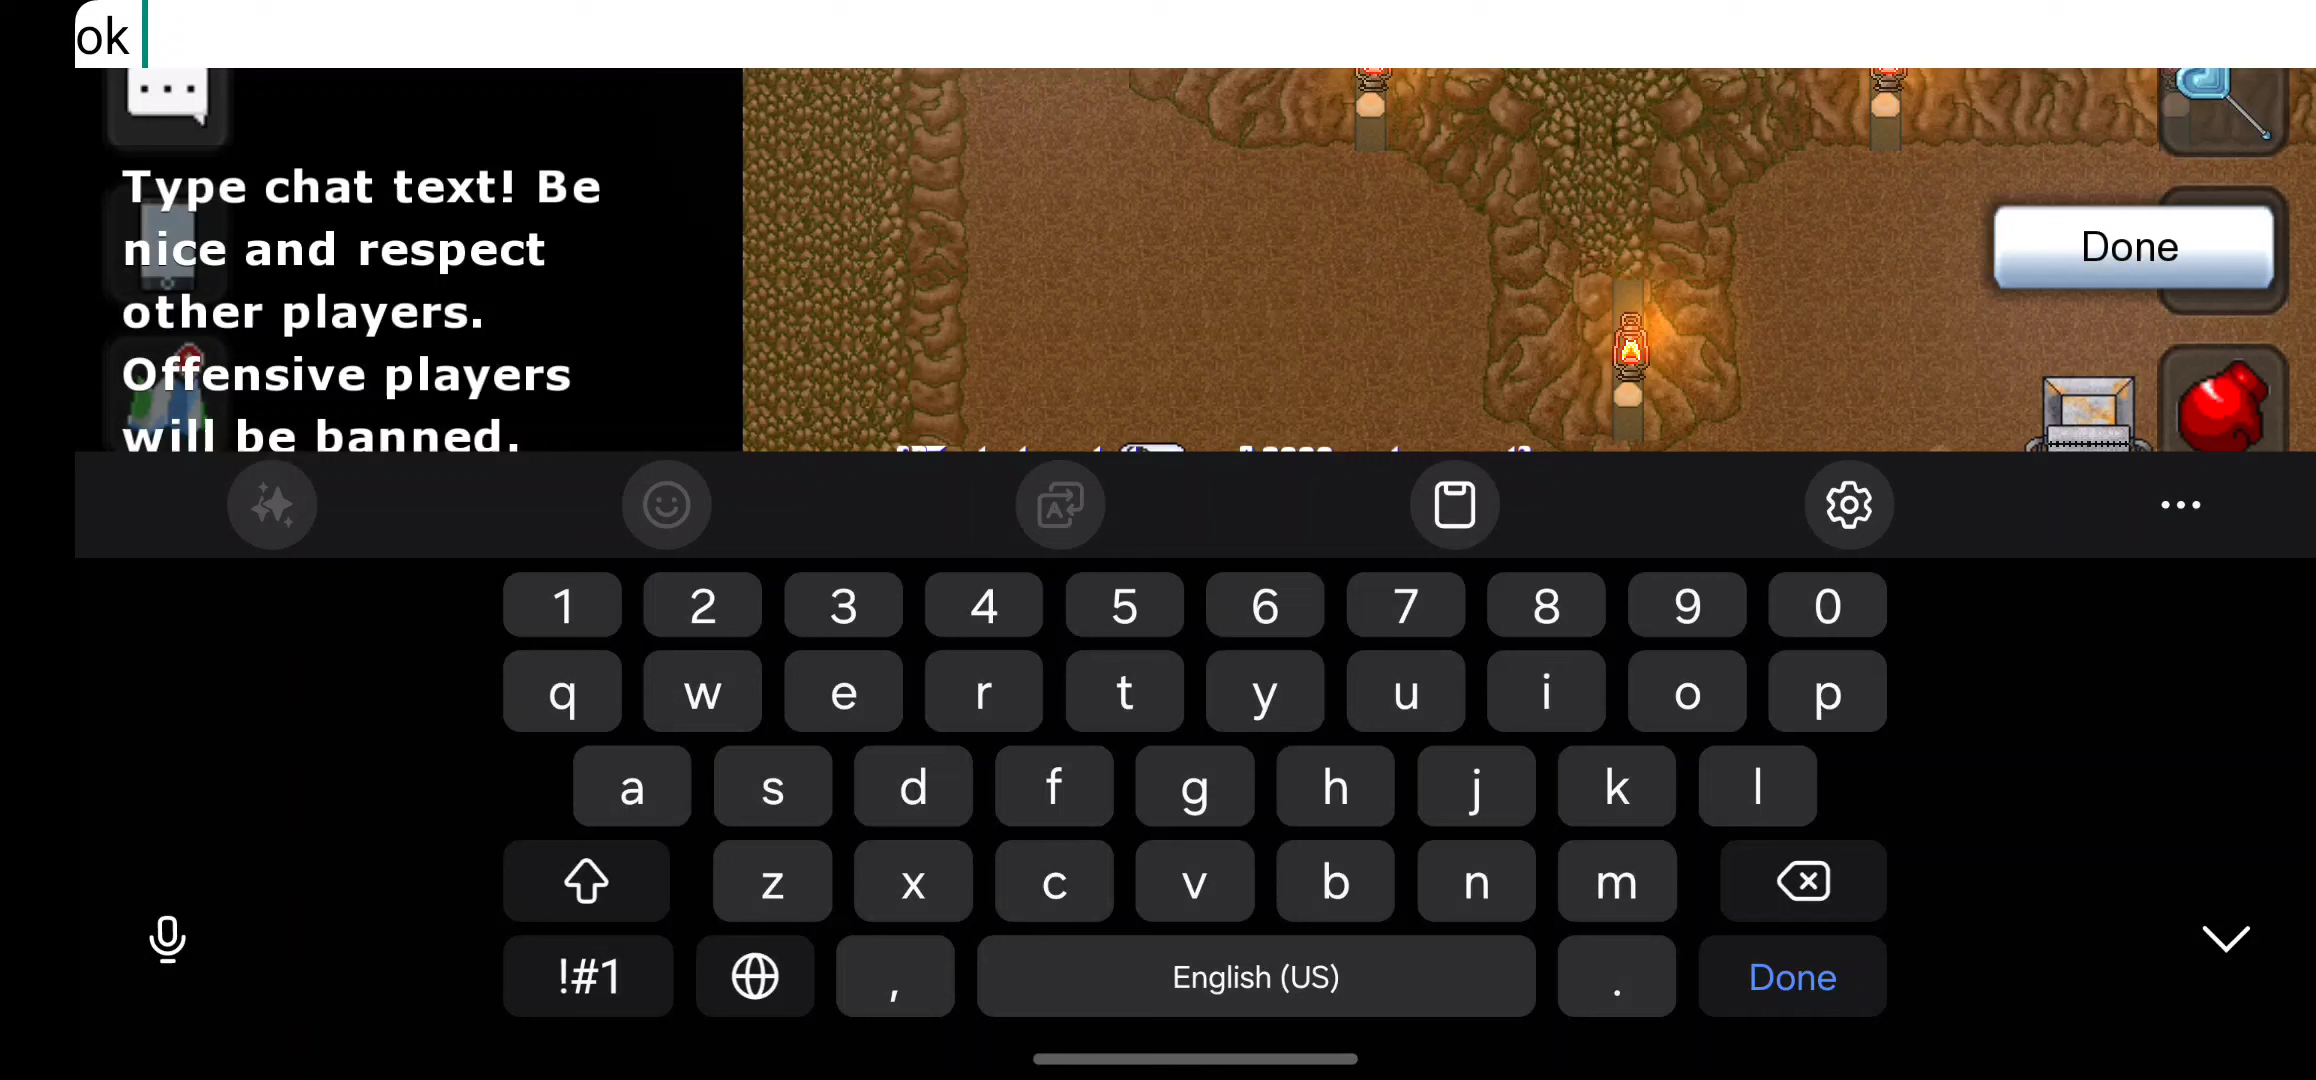 ok
Type chat text! Be
nice and respect
other players.
Offensive players
will be banned.
Done
1 2 3 4 5 6 7 8 9 0
q w e r t y u i o p
a s d f g h j k l
z x c v b n m
!#1 , English (US) . Done